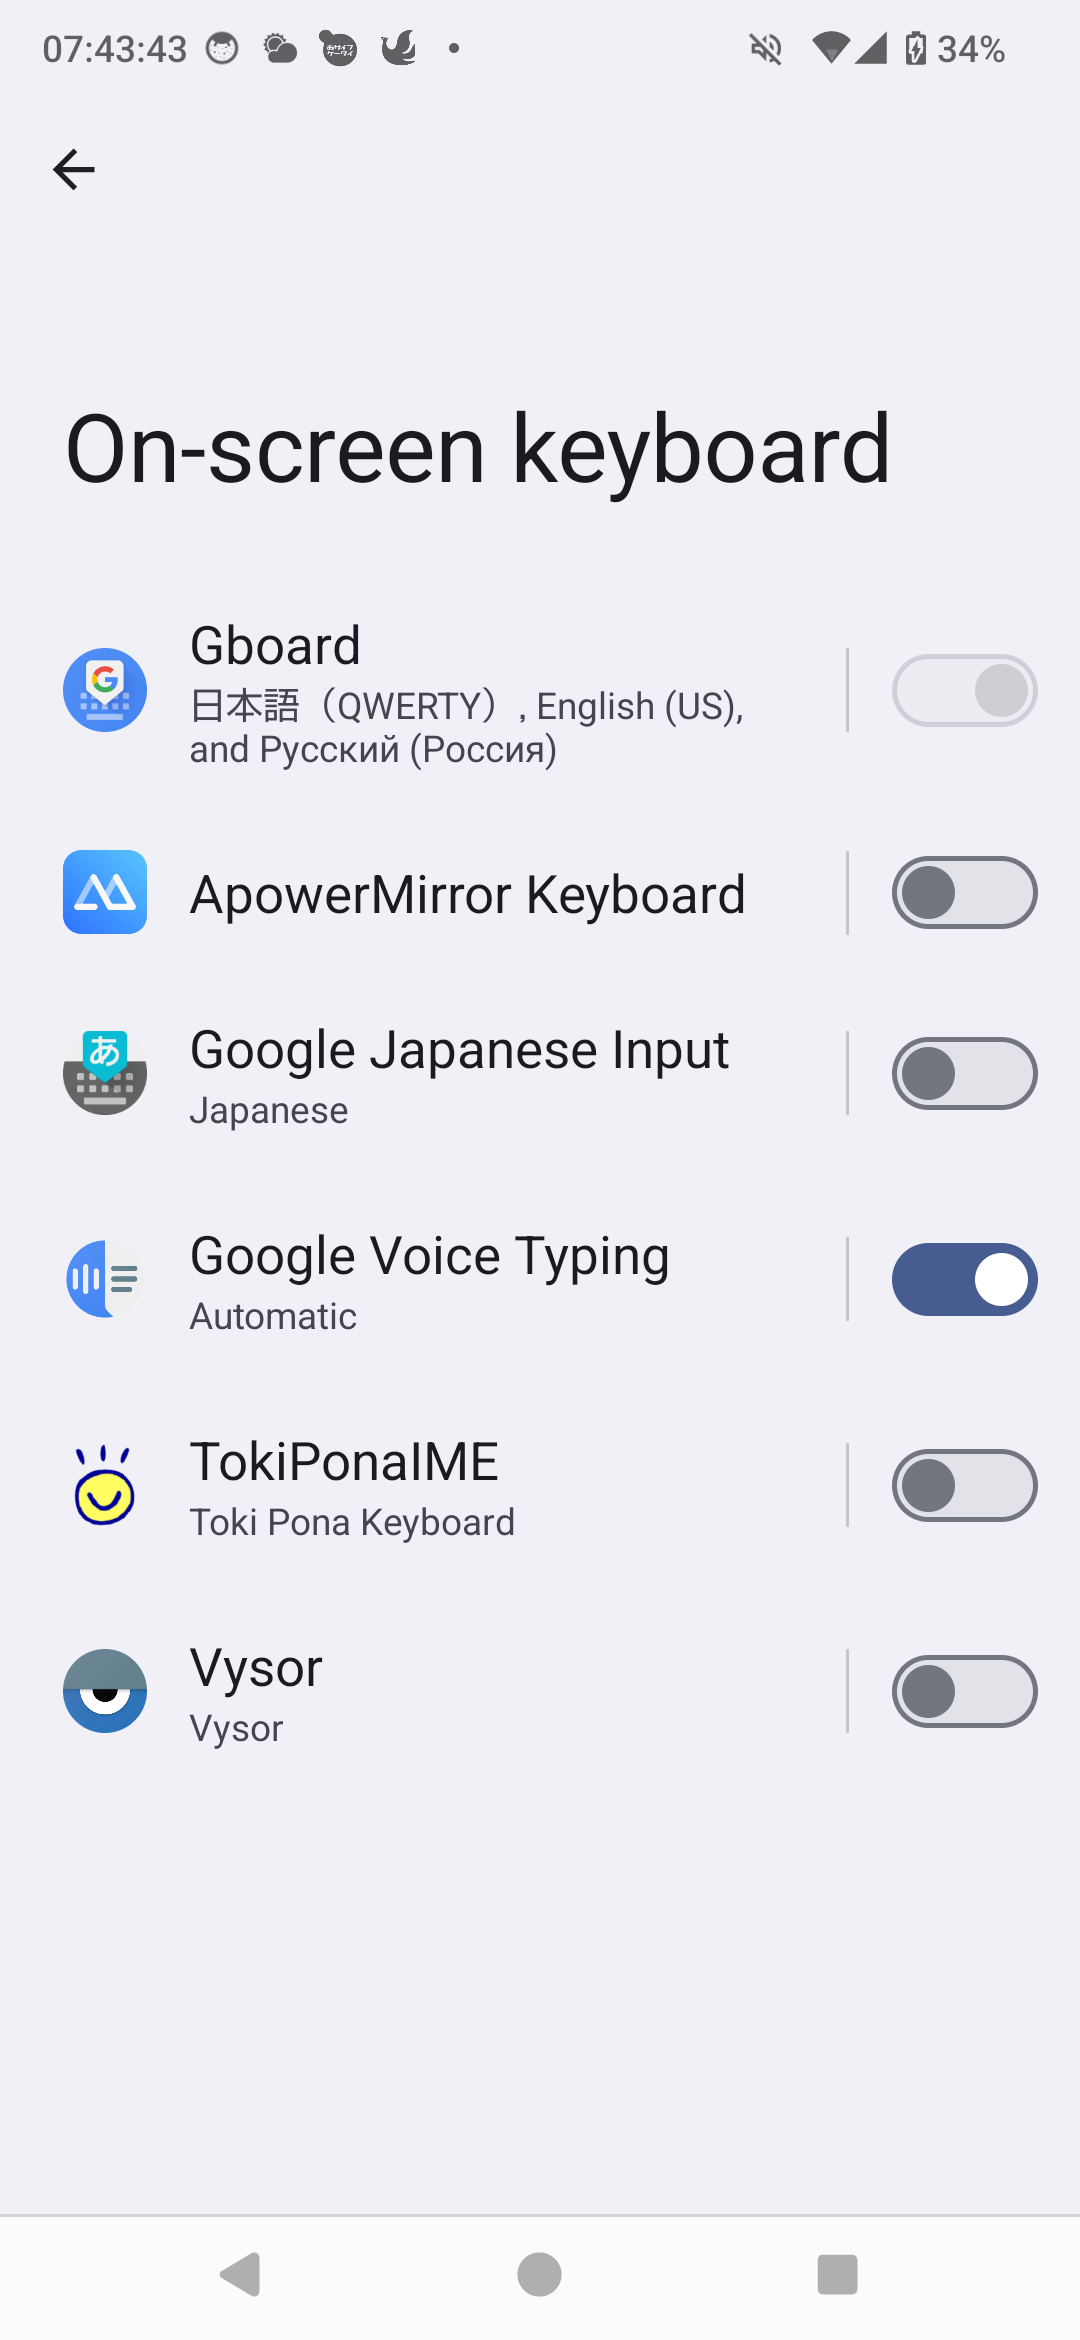 07:43:43
34%
On-screen keyboard
Gboard
日本語（QWERTY）, English (US),
and Русский (Россия)
ApowerMirror Keyboard
あ
Google Japanese Input
Japanese
Google Voice Typing
Automatic
TokiPonaIME
Toki Pona Keyboard
Vysor
Vysor